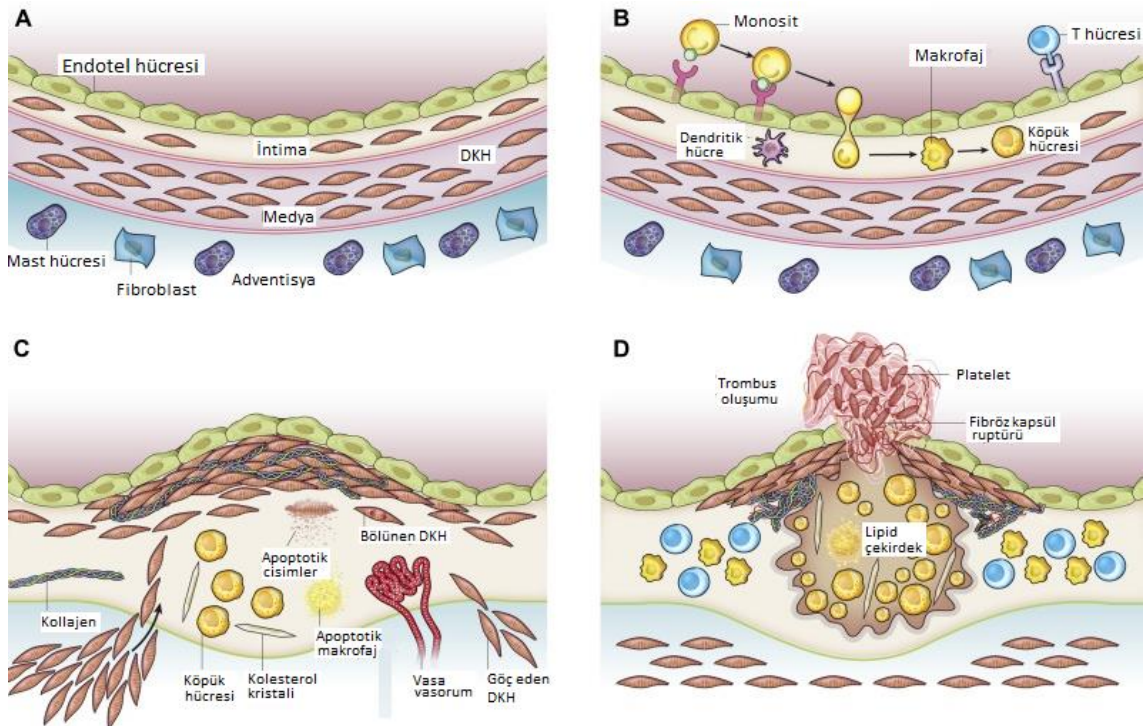 A
Endotel hücresi
İntima
DKH
Medya
Mast hücresi
Fibroblast
Adventisya
B
Monosit
T hücresi
Makrofaj
Dendritik
hücre
Köpük
hücresi
C
Bölünen DKH
Apoptotik
cisimler
Kollajen
Apoptotik
makrofaj
Köpük
hücresi
Kolesterol
kristali
Vasa
vasorum
Göç eden
DKH
D
Trombus
oluşumu
Platelet
Fibröz kapsül
ruptürü
Lipid
çekirdek